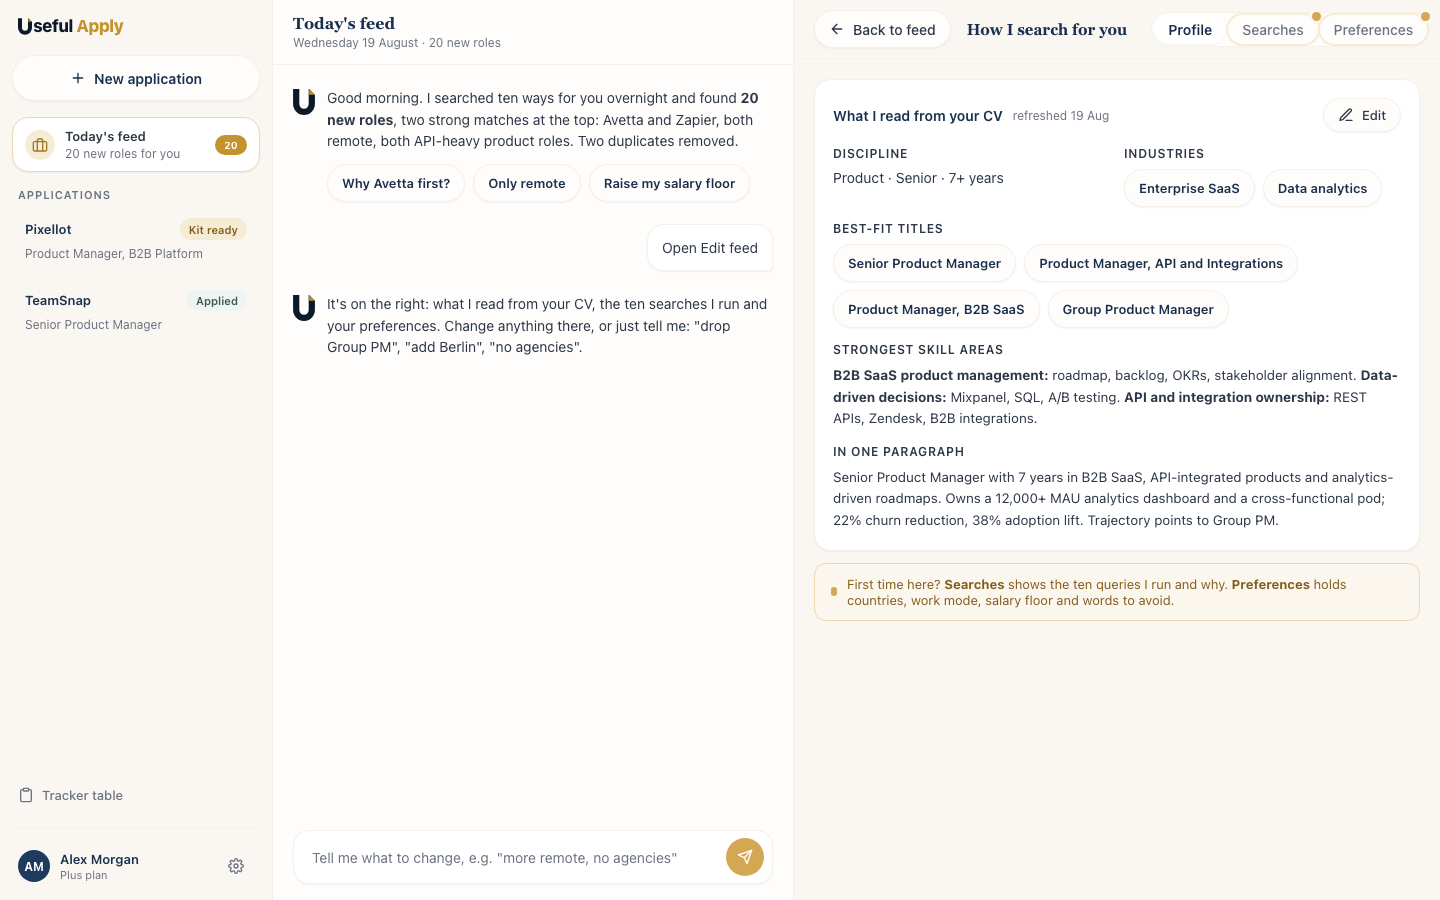 Useful Apply
New application
Today's feed
20 new roles for you
20
APPLICATIONS
Pixellot
Kit ready
Product Manager, B2B Platform
TeamSnap
Applied
Senior Product Manager
Tracker table
AM
Alex Morgan
Plus plan
Today's feed
Wednesday 19 August · 20 new roles
Good morning. I searched ten ways for you overnight and found 20
new roles, two strong matches at the top: Avetta and Zapier, both
remote, both API-heavy product roles. Two duplicates removed.
Why Avetta first?
Only remote
Raise my salary floor
Open Edit feed
It's on the right: what I read from your CV, the ten searches I run and
your preferences. Change anything there, or just tell me: "drop
Group PM", "add Berlin", "no agencies".
Tell me what to change, e.g. "more remote, no agencies"
Back to feed
How I search for you
Profile
Searches
Preferences
What I read from your CV
refreshed 19 Aug
Edit
DISCIPLINE
Product · Senior · 7+ years
INDUSTRIES
Enterprise SaaS
Data analytics
BEST-FIT TITLES
Senior Product Manager
Product Manager, API and Integrations
Product Manager, B2B SaaS
Group Product Manager
STRONGEST SKILL AREAS
B2B SaaS product management: roadmap, backlog, OKRs, stakeholder alignment. Data-
driven decisions: Mixpanel, SQL, A/B testing. API and integration ownership: REST
APIs, Zendesk, B2B integrations.
IN ONE PARAGRAPH
Senior Product Manager with 7 years in B2B SaaS, API-integrated products and analytics-
driven roadmaps. Owns a 12,000+ MAU analytics dashboard and a cross-functional pod;
22% churn reduction, 38% adoption lift. Trajectory points to Group PM.
First time here? Searches shows the ten queries I run and why. Preferences holds
countries, work mode, salary floor and words to avoid.